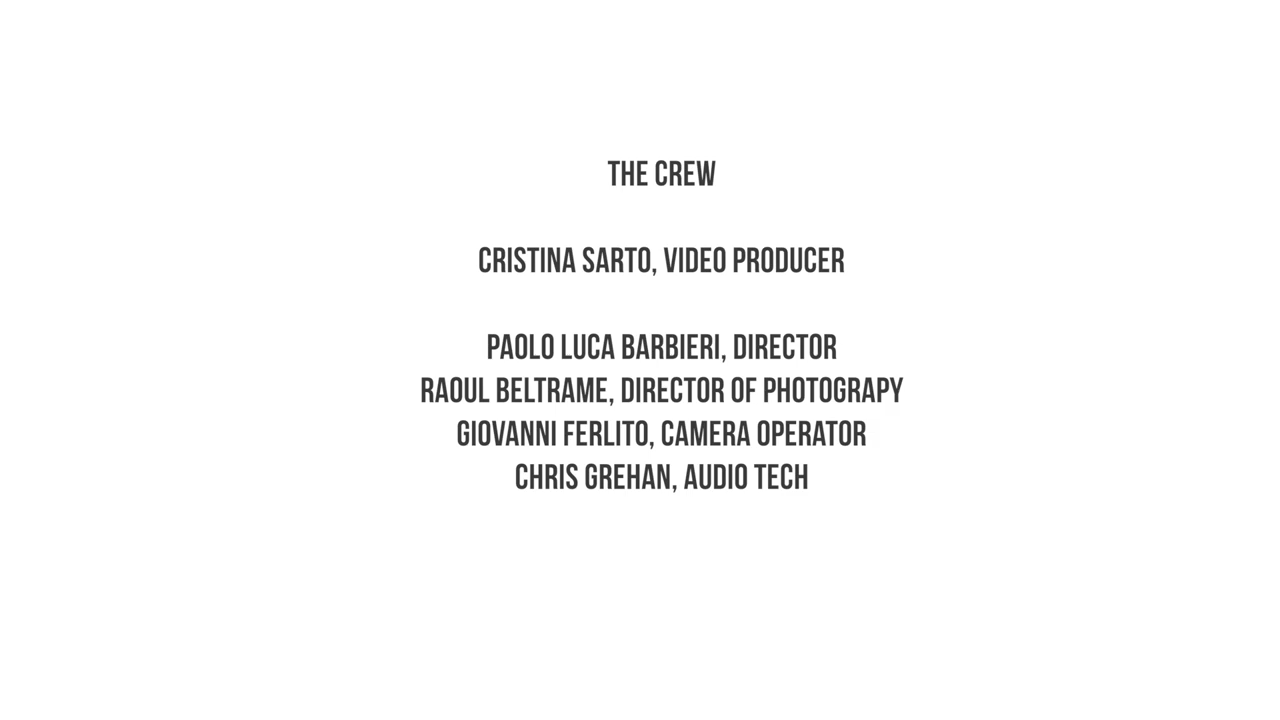 THE CREW
CRISTINA SARTO, VIDEO PRODUCER
PAOLO LUCA BARBIERI, DIRECTOR
RAOUL BELTRAME, DIRECTOR OF PHOTOGRAPY
GIOVANNI FERLITO, CAMERA OPERATOR
CHRIS GREHAN, AUDIO TECH